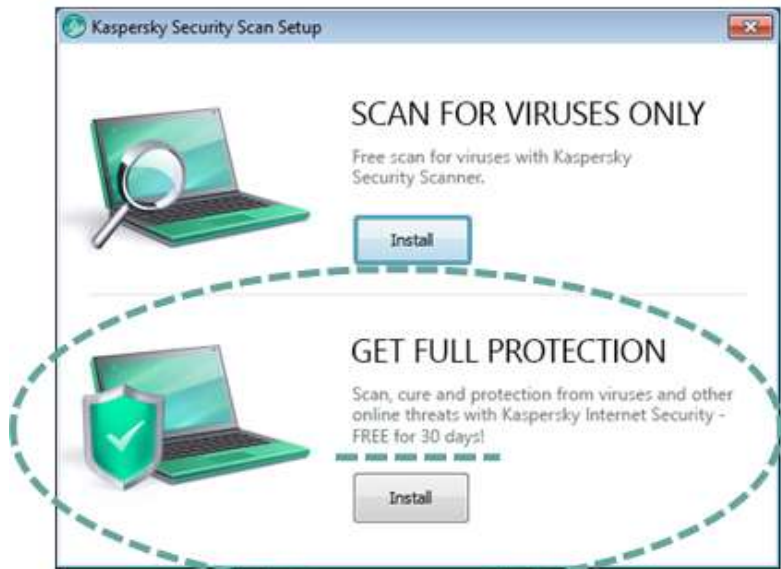 Kaspersky Security Scan Setup
SCAN FOR VIRUSES ONLY
Free scan for viruses with Kaspersky
Security Scanner.
Install
GET FULL PROTECTION
Scan, cure and protection from viruses and other
online threats with Kaspersky Internet Security -
FREE for 30 days!
Install